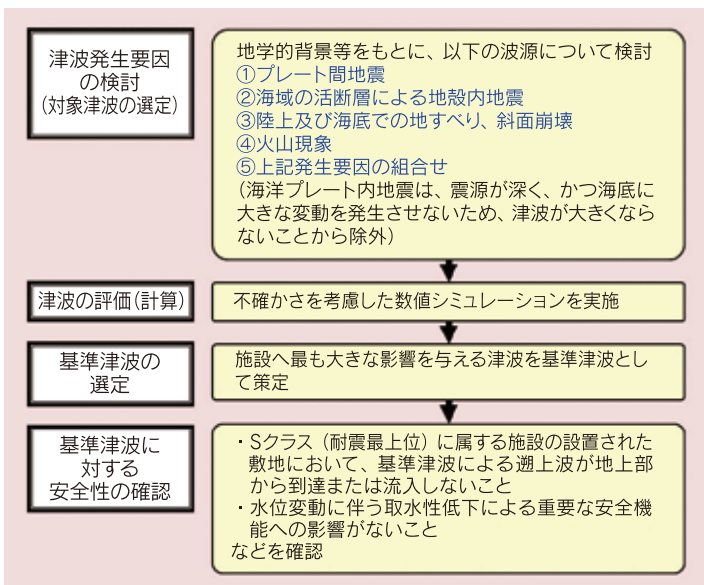 津波発生要因
の検討
(対象津波の選定)
地学的背景等をもとに、以下の波源について検討
①プレート間地震
②海域の活断層による地殻内地震
③陸上及び海底での地すべり、斜面崩壊
④火山現象
⑤上記発生要因の組合せ
(海洋プレート内地震は、震源が深く、かつ海底に
大きな変動を発生させないため、津波が大きくなら
ないことから除外)
津波の評価(計算)
不確かさを考慮した数値シミュレーションを実施
基準津波の
選定
施設へ最も大きな影響を与える津波を基準津波とし
て策定
基準津波に
対する
安全性の確認
・Sクラス(耐震最上位)に属する施設の設置された
敷地において、基準津波による遡上波が地上部
から到達または流入しないこと
・水位変動に伴う取水性低下による重要な安全機
能への影響がないこと
などを確認